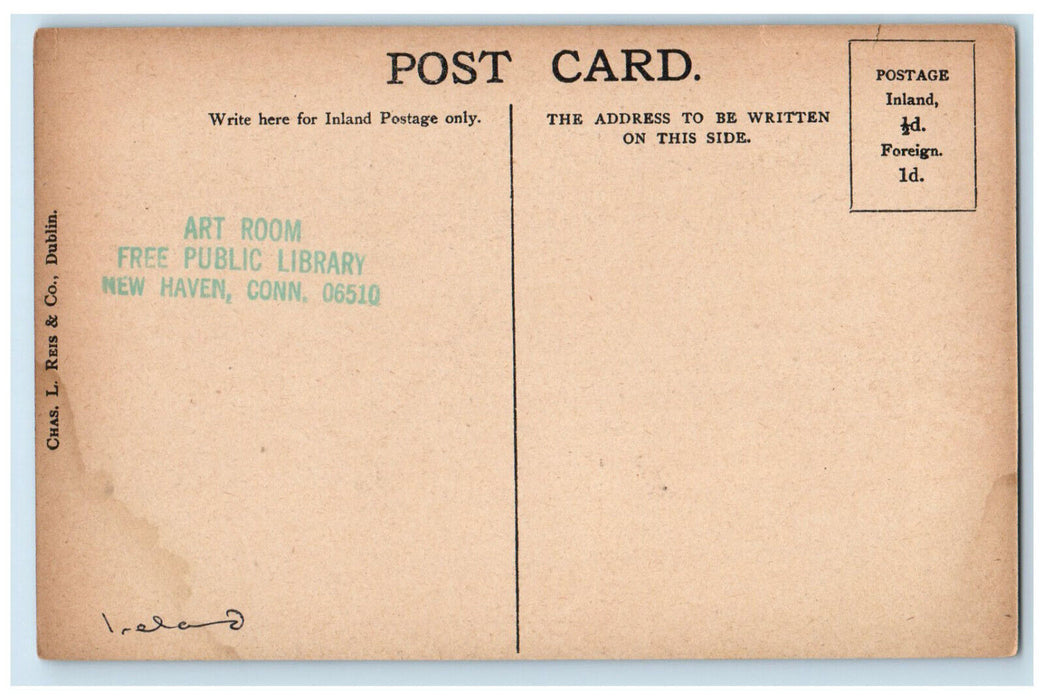 POST CARD.
Write here for Inland Postage only.
THE ADDRESS TO BE WRITTEN
ON THIS SIDE.
POSTAGE
Inland,
½d.
Foreign.
1d.
ART ROOM
FREE PUBLIC LIBRARY
NEW HAVEN, CONN. 06510
CHAS. L. REIS & Co., Dublin.
Ireland